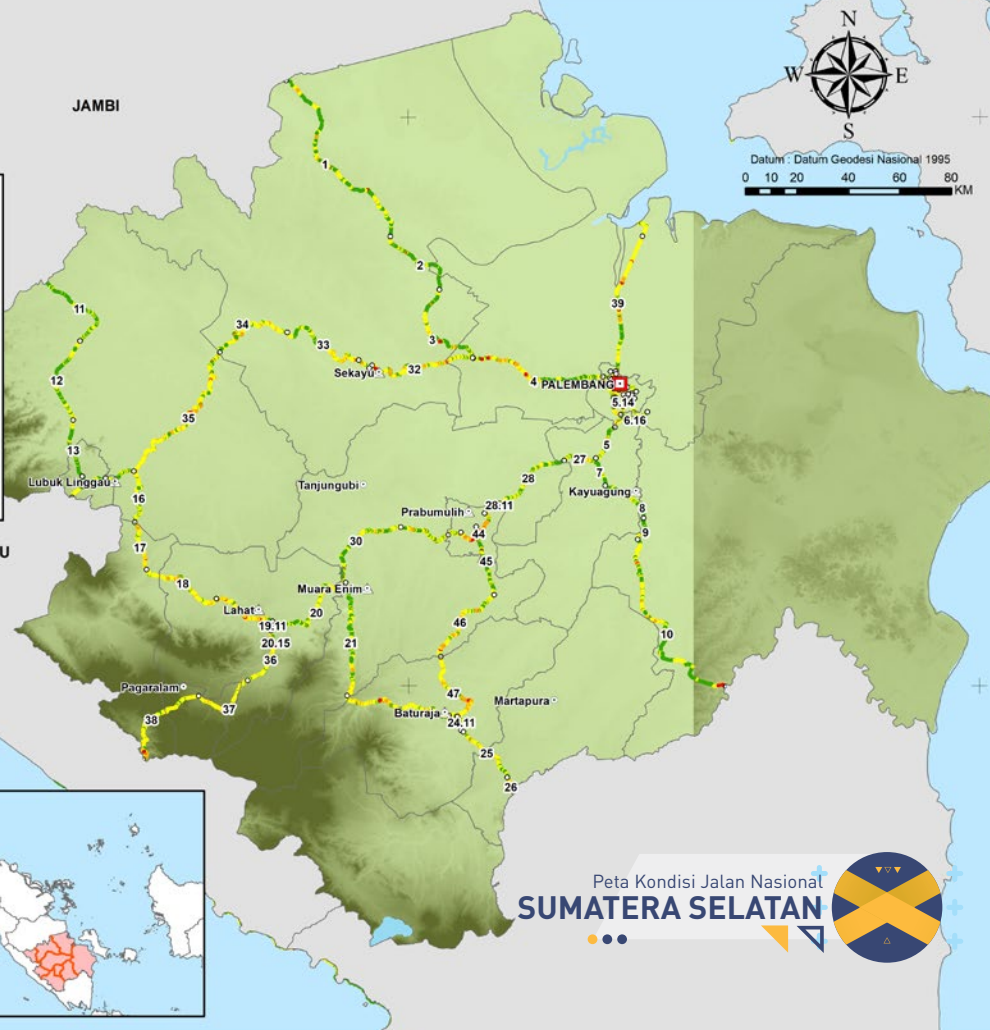 N
W
E
S
Datum : Datum Geodesi Nasional 1995
0 10 20 40 60 80
KM
JAMBI
1
2
11
39
34
33
3
Sekayu
32
12
4
PALEMBANG
5.14
35
6.16
5
13
27
7
Lubuk Linggau
28
Tanjungubi
Kayuagung
16
28.11
Prabumulih
8
44
9
30
17
U
45
18
Muara Enim
Lahat
20
19.11
46
10
20.15
21
36
Pagaralam
47
Martapura
37
Baturaja
38
24.11
25
26
Peta Kondisi Jalan Nasional
SUMATERA SELATAN